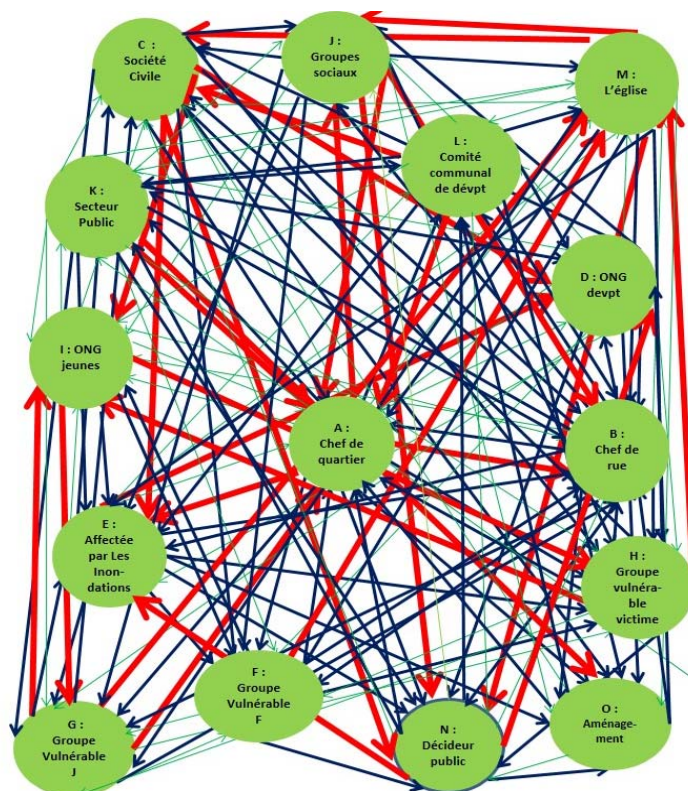 C :
Société
Civile
J :
Groupes
sociaux
M :
L'église
L :
Comité
communal
de dévpt
K :
Secteur
Public
D : ONG
devpt
I : ONG
jeunes
A :
Chef de
quartier
B :
Chef de
rue
E :
Affectée
par Les
Inon-
dations
H :
Groupe
vulnéra-
ble
victime
F :
Groupe
Vulnérable
F
G :
Groupe
Vulnérable
J
N :
Décideur
public
O :
Aménage-
ment